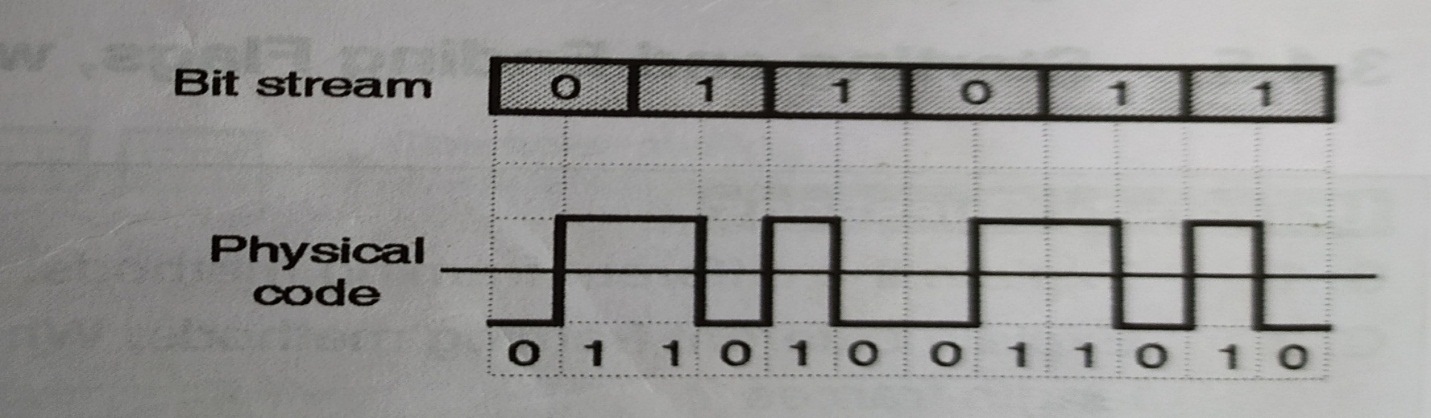 Bit stream 0 1 1 0 1 1
Physical
code
0 1 1 0 1 0 0 1 1 0 1 0